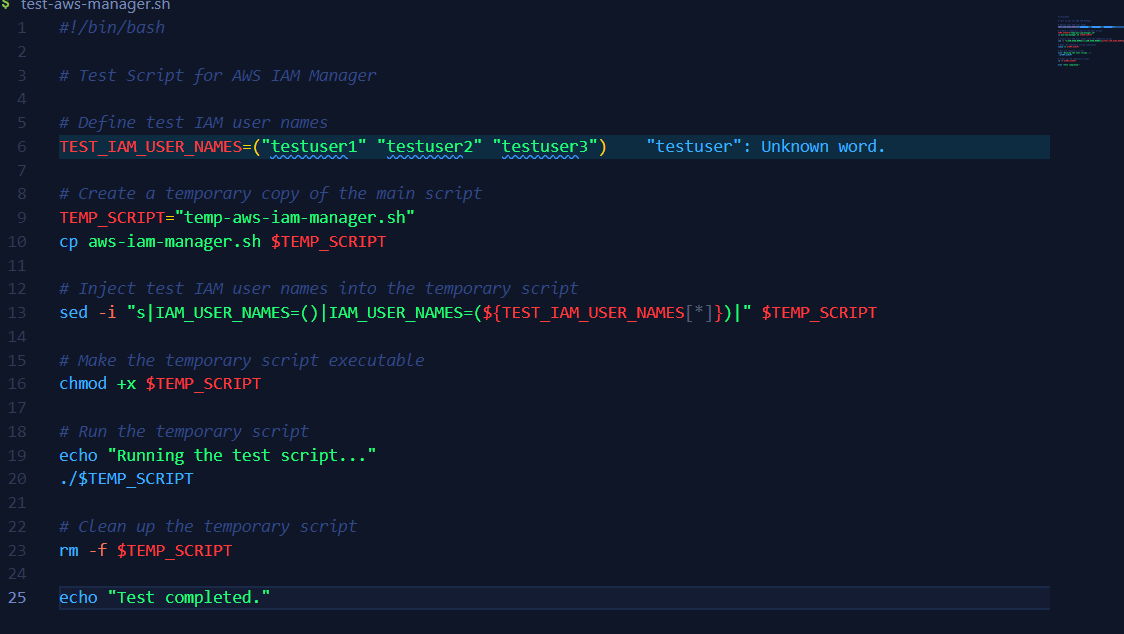 $ test-aws-manager.sh
1 #!/bin/bash
2
3 # Test Script for AWS IAM Manager
4
5 # Define test IAM user names
6 TEST_IAM_USER_NAMES=("testuser1" "testuser2" "testuser3") "testuser": Unknown word.
7
8 # Create a temporary copy of the main script
9 TEMP_SCRIPT="temp-aws-iam-manager.sh"
10 cp aws-iam-manager.sh $TEMP_SCRIPT
11
12 # Inject test IAM user names into the temporary script
13 sed -i "s|IAM_USER_NAMES=()|IAM_USER_NAMES=(${TEST_IAM_USER_NAMES[*]})|" $TEMP_SCRIPT
14
15 # Make the temporary script executable
16 chmod +x $TEMP_SCRIPT
17
18 # Run the temporary script
19 echo "Running the test script..."
20 ./$TEMP_SCRIPT
21
22 # Clean up the temporary script
23 rm -f $TEMP_SCRIPT
24
25 echo "Test completed."